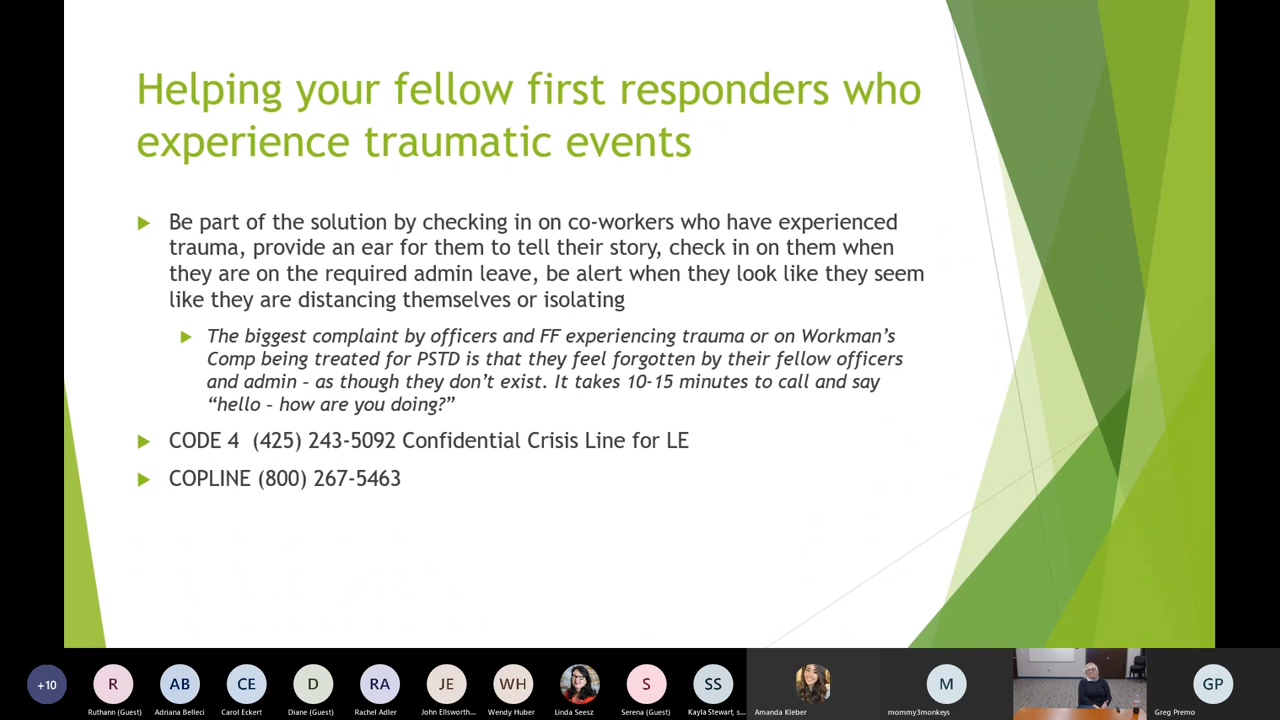 Helping your fellow first responders who
experience traumatic events
Be part of the solution by checking in on co-workers who have experienced
trauma, provide an ear for them to tell their story, check in on them when
they are on the required admin leave, be alert when they look like they seem
like they are distancing themselves or isolating
The biggest complaint by officers and FF experiencing trauma or on Workman’s
Comp being treated for PSTD is that they feel forgotten by their fellow officers
and admin – as though they don’t exist. It takes 10-15 minutes to call and say
“hello – how are you doing?”
CODE 4 (425) 243-5092 Confidential Crisis Line for LE
COPLINE (800) 267-5463
+10 R AB CE D RA JE WH S SS M GP
Ruthann (Guest) Adriana Belleci Carol Eckert Diane (Guest) Rachel Adler John Ellsworth... Wendy Huber Linda Seesz Serena (Guest) Kayla Stewart, s... Amanda Kleber mommy3monkeys Greg Premo